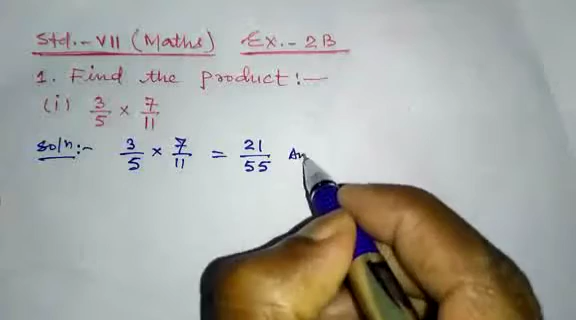 Std.-VII (Maths) Ex.-2B
1. Find the product:-
(i) 3/5 × 7/11
Soln:- 3/5 × 7/11 = 21/55 An